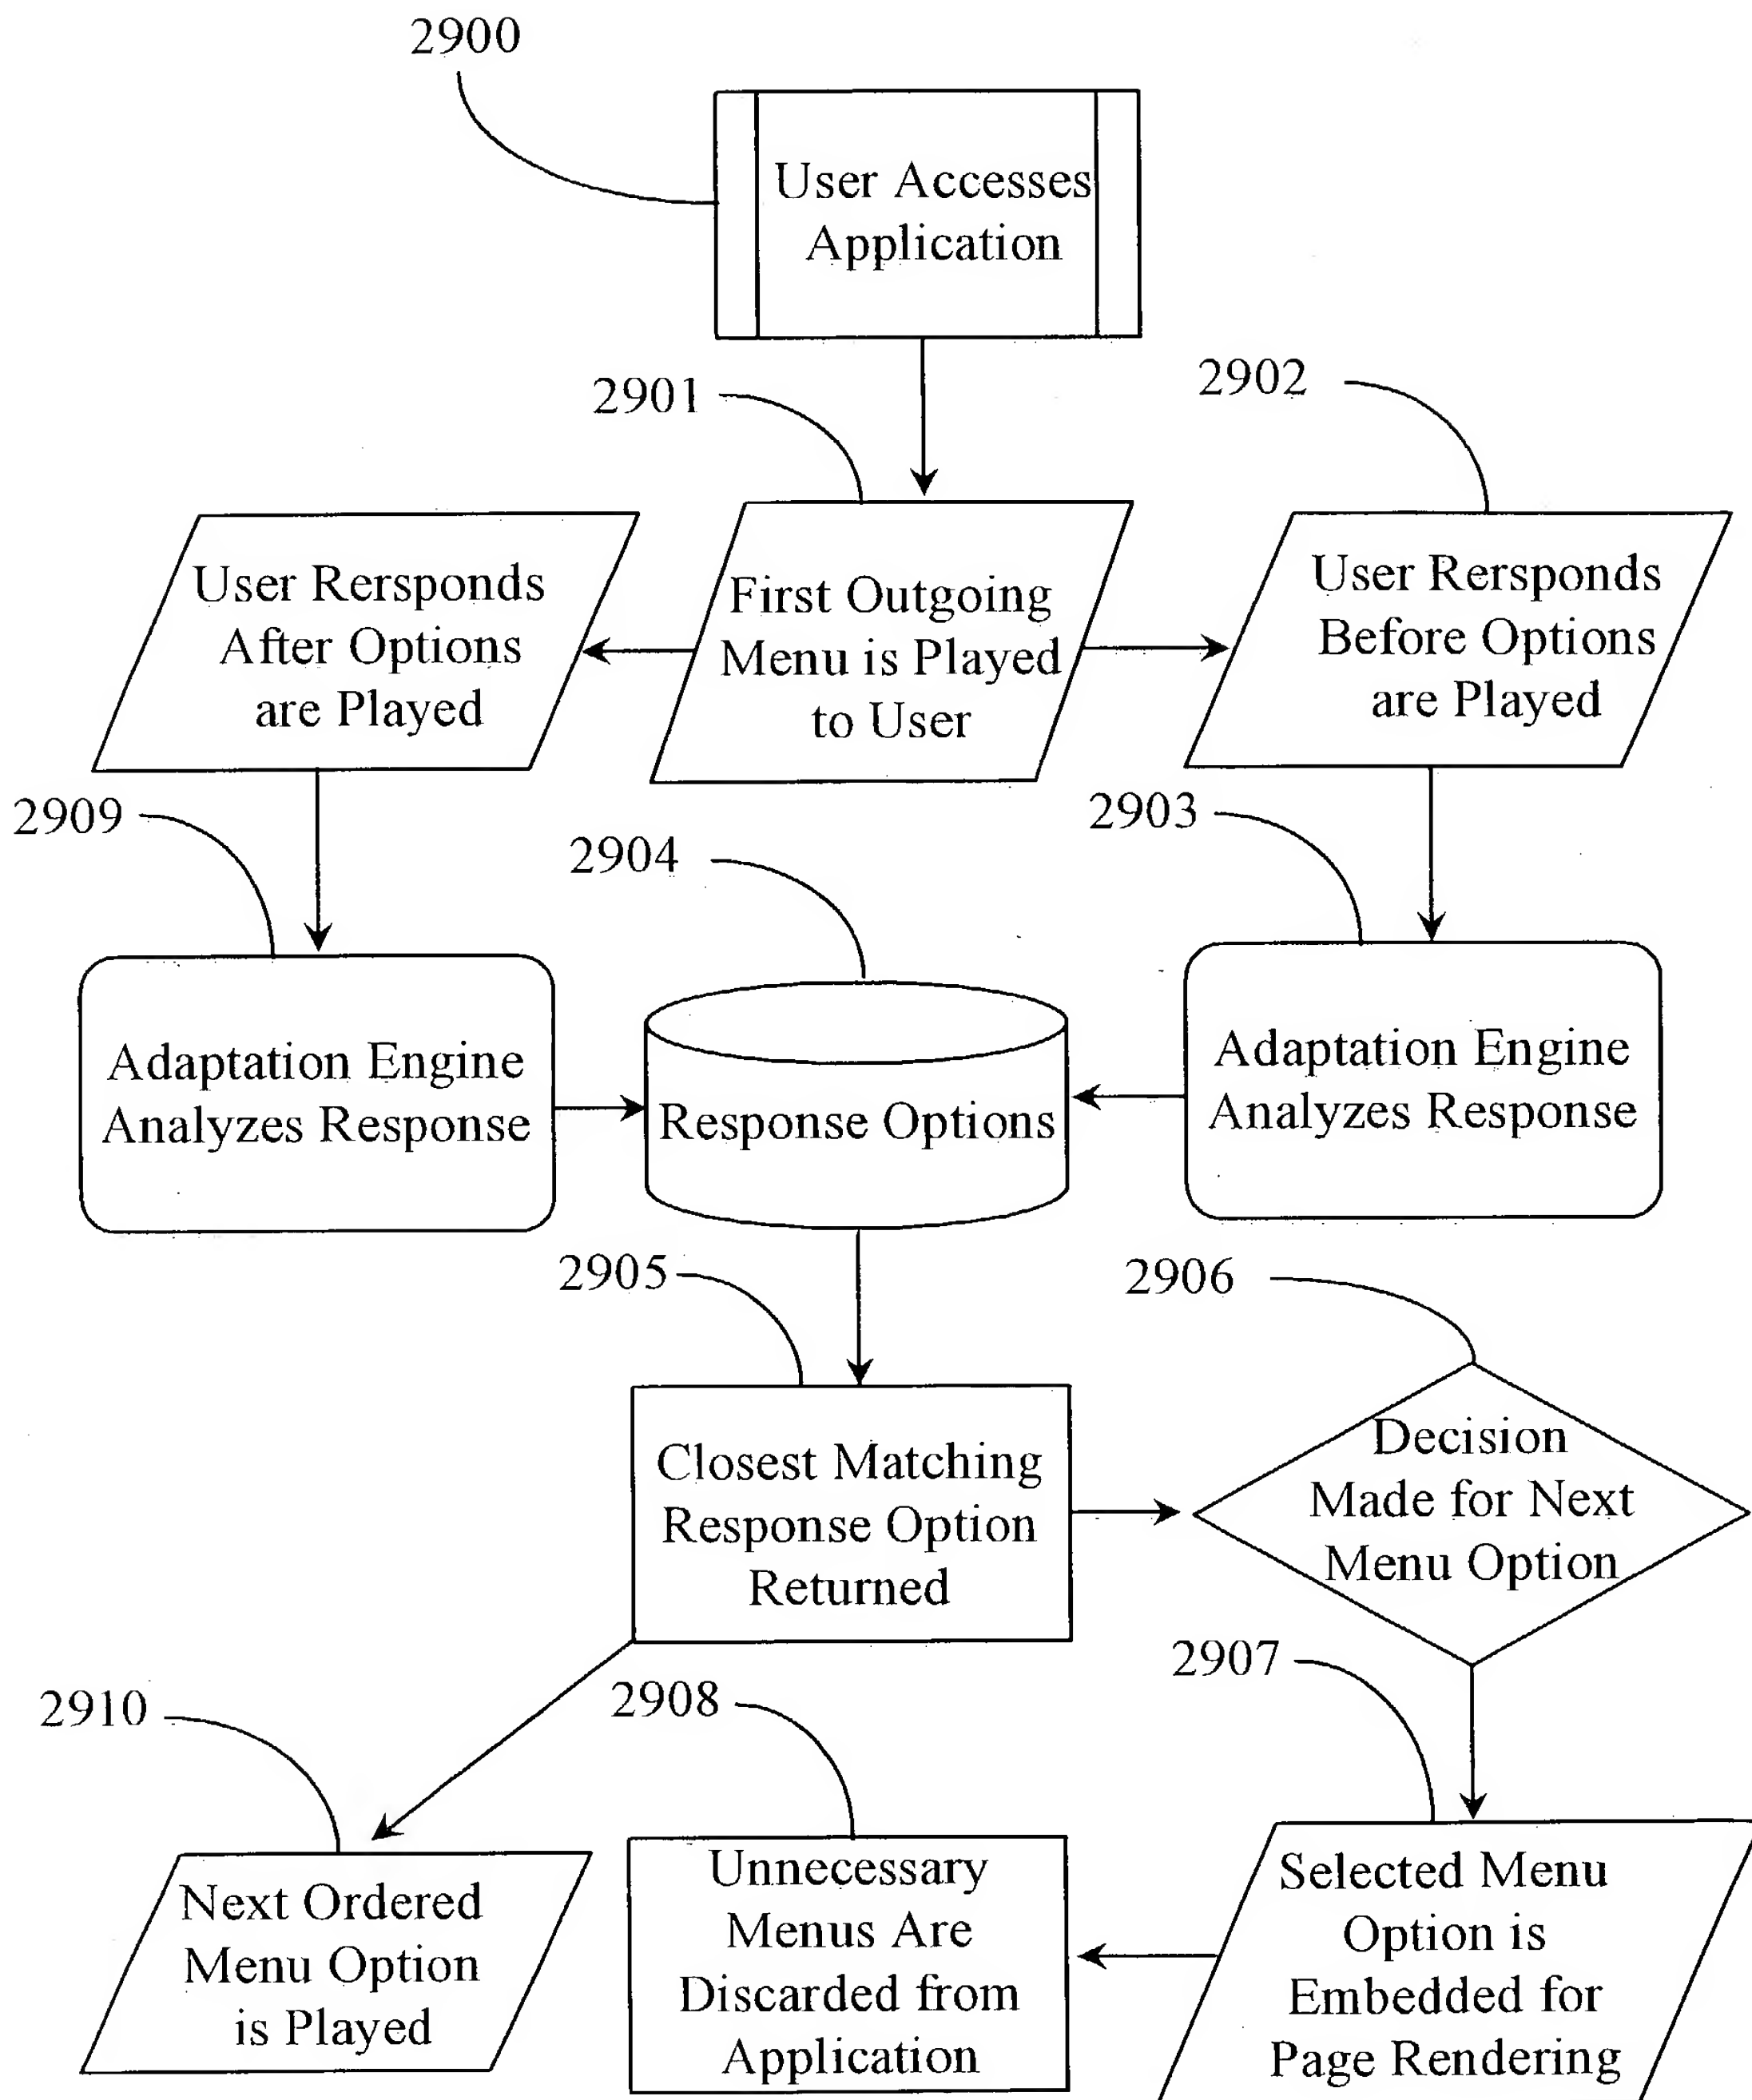 2900
User Accesses
Application
2901
2902
User Rersponds
After Options
are Played
First Outgoing
Menu is Played
to User
User Rersponds
Before Options
are Played
2909
2904
2903
Adaptation Engine
Analyzes Response
Response Options
Adaptation Engine
Analyzes Response
2905
2906
Closest Matching
Response Option
Returned
Decision
Made for Next
Menu Option
2910
2908
2907
Next Ordered
Menu Option
is Played
Unnecessary
Menus Are
Discarded from
Application
Selected Menu
Option is
Embedded for
Page Rendering